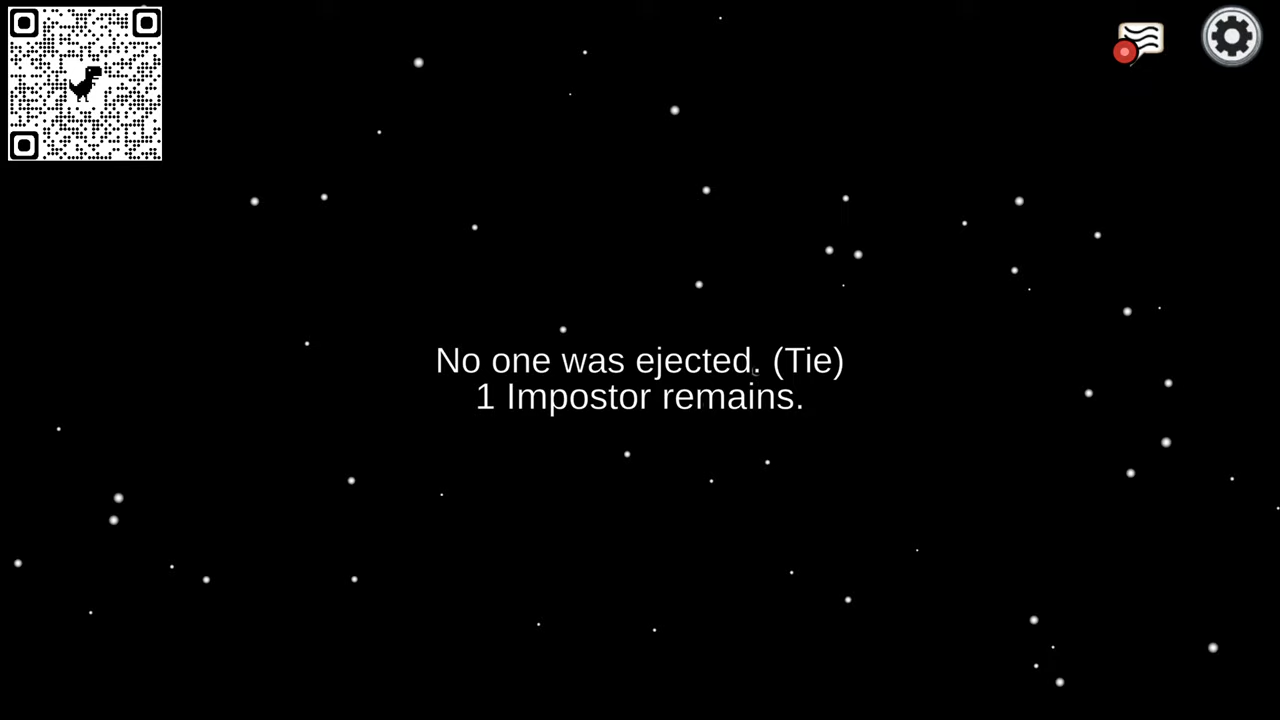 No one was ejected. (Tie)
1 Impostor remains.